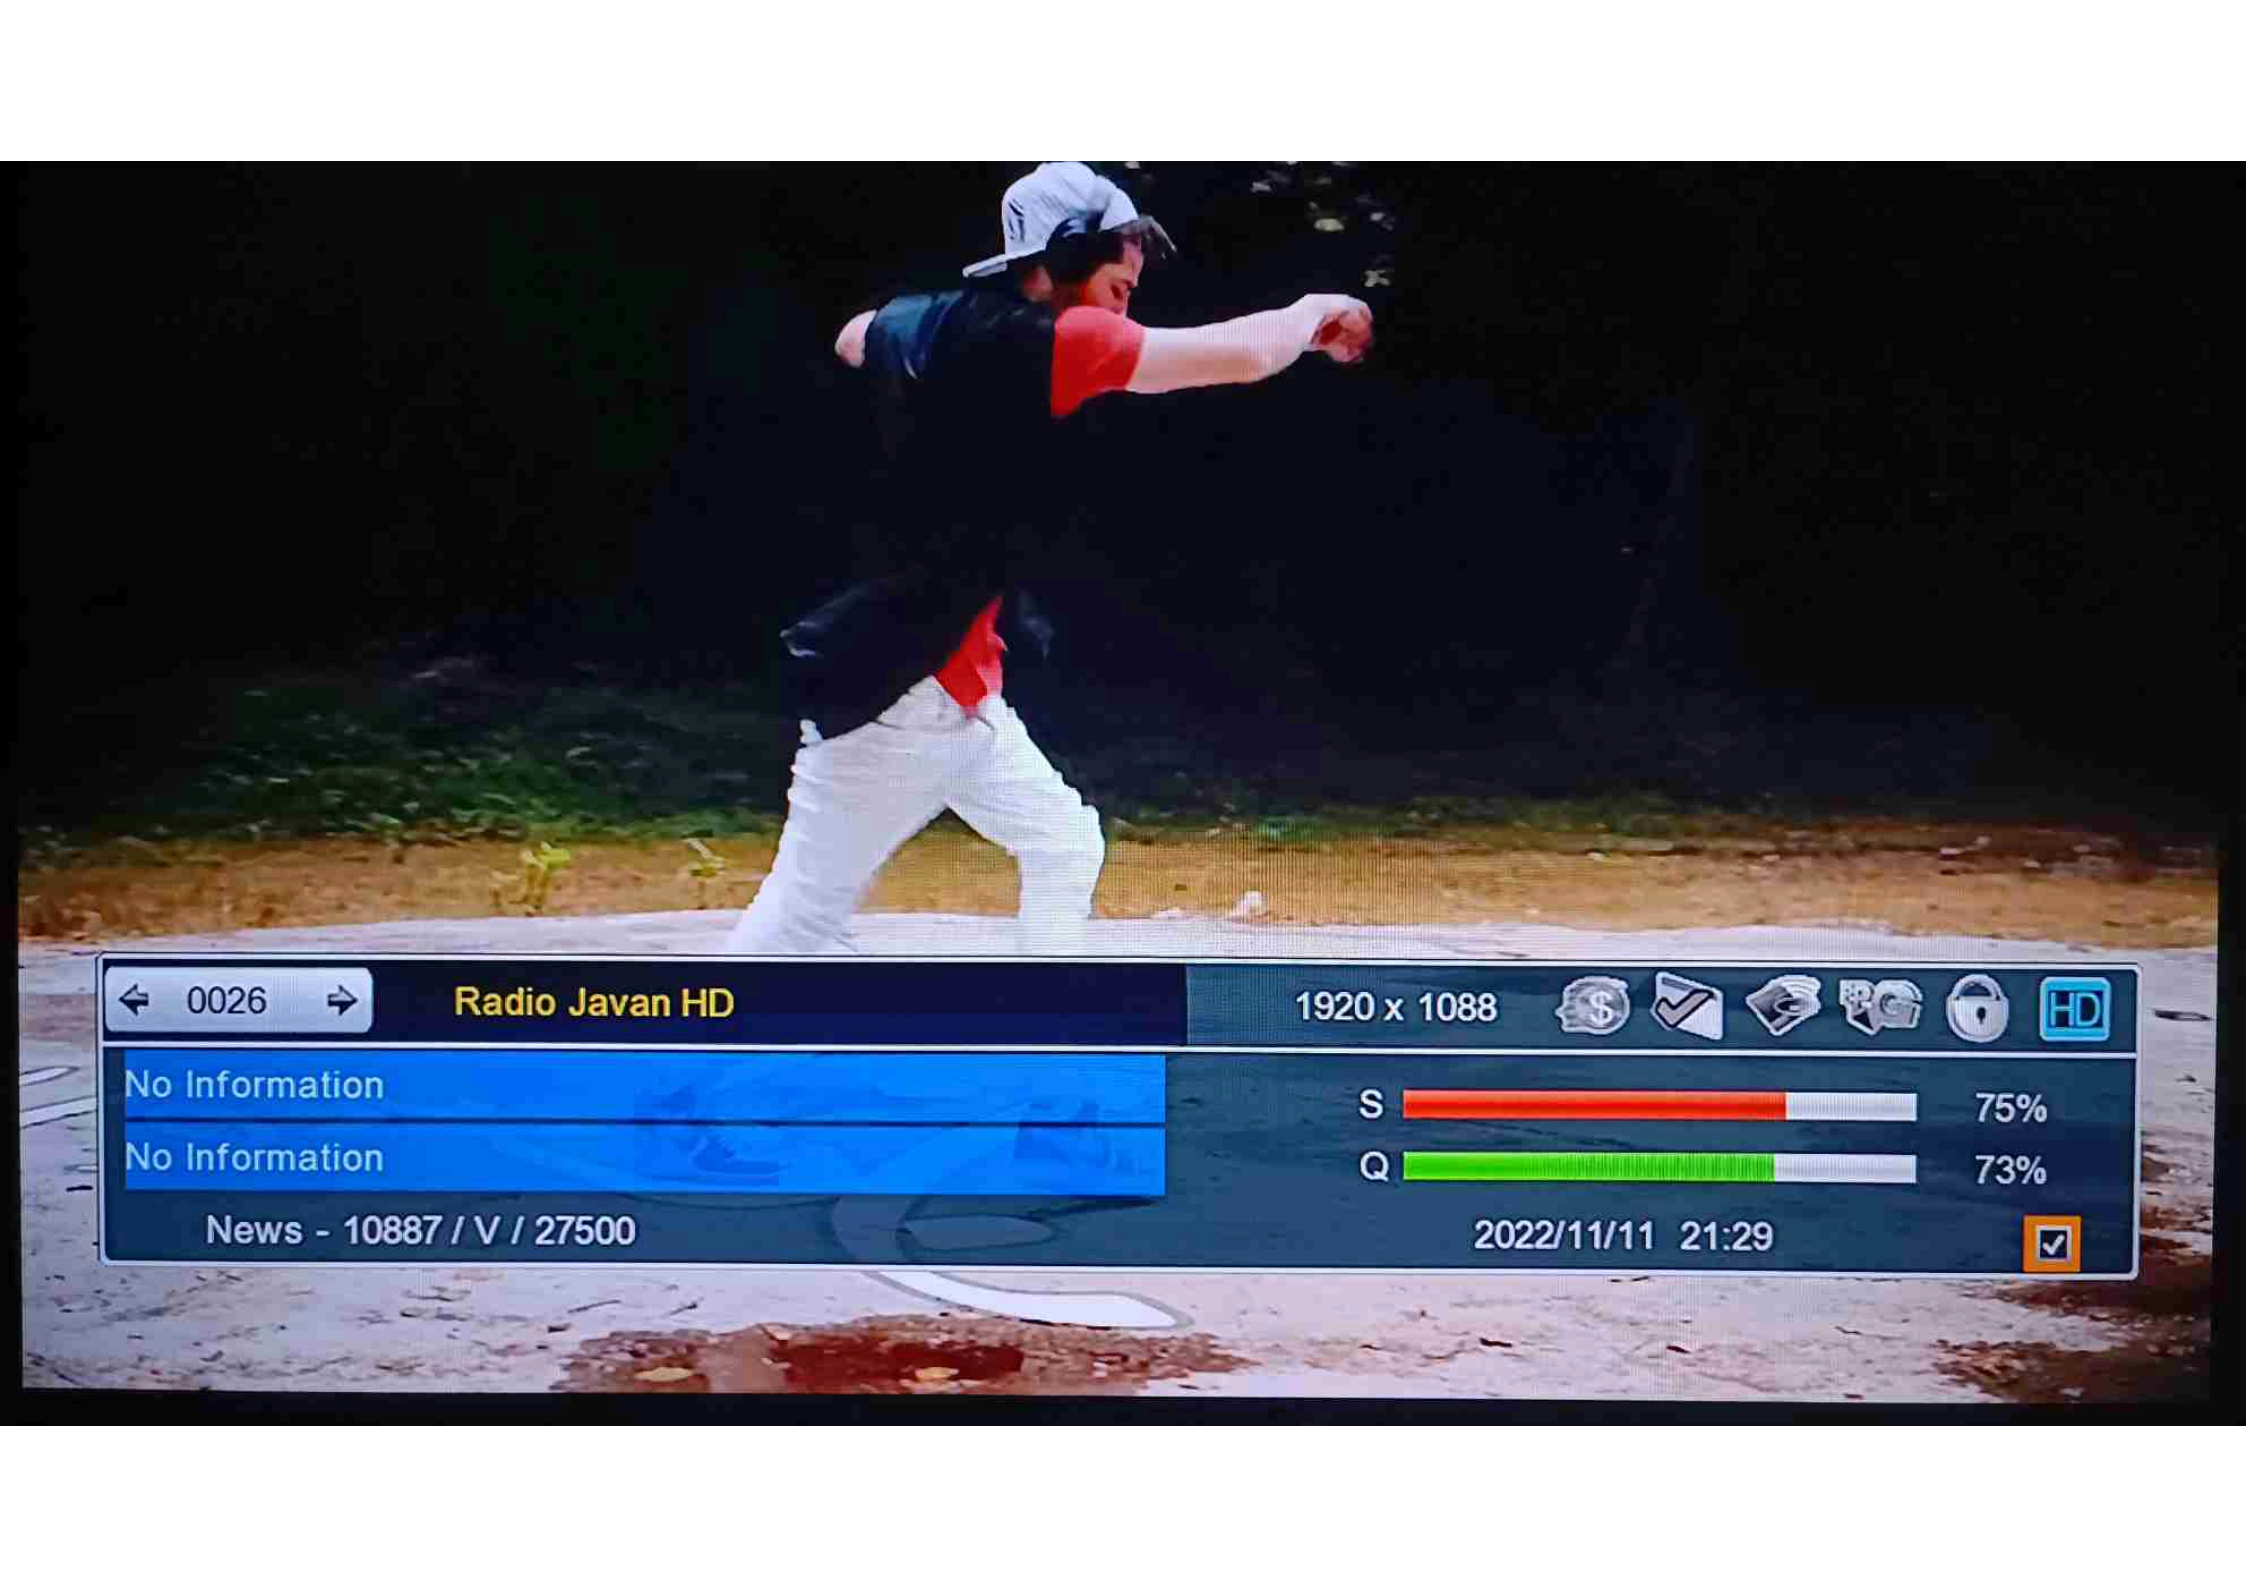 0026 Radio Javan HD 1920 x 1088 $ HD
No Information
S 75%
No Information
Q 73%
News - 10887 / V / 27500 2022/11/11 21:29